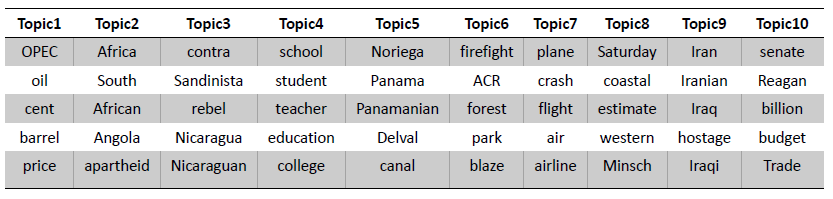 Topic1 Topic2 Topic3 Topic4 Topic5 Topic6 Topic7 Topic8 Topic9 Topic10
OPEC Africa contra school Noriega firefight plane Saturday Iran senate
oil South Sandinista student Panama ACR crash coastal Iranian Reagan
cent African rebel teacher Panamanian forest flight estimate Iraq billion
barrel Angola Nicaragua education Delval park air western hostage budget
price apartheid Nicaraguan college canal blaze airline Minsch Iraqi Trade